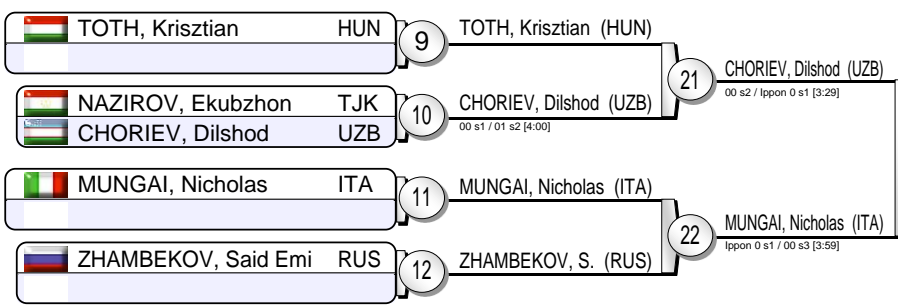 TOTH, Krisztian HUN
9
TOTH, Krisztian (HUN)
21
CHORIEV, Dilshod (UZB)
00 s2 / Ippon 0 s1 [3:29]
NAZIROV, Ekubzhon TJK
CHORIEV, Dilshod UZB
10
CHORIEV, Dilshod (UZB)
00 s1 / 01 s2 [4:00]
MUNGAI, Nicholas ITA
11
MUNGAI, Nicholas (ITA)
22
MUNGAI, Nicholas (ITA)
Ippon 0 s1 / 00 s3 [3:59]
ZHAMBEKOV, Said Emi RUS
12
ZHAMBEKOV, S. (RUS)